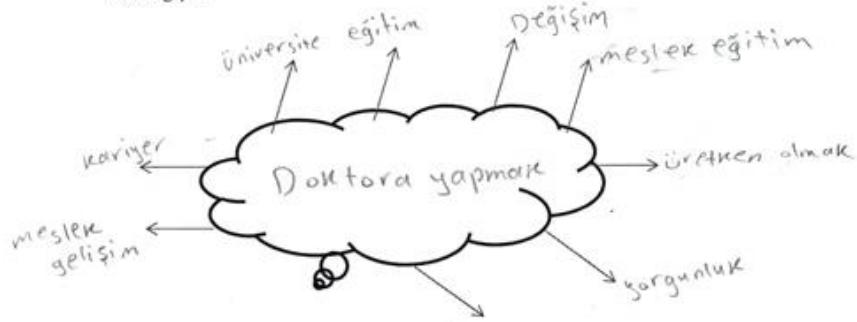 üniversite
eğitim
Değişim
meslek eğitim
kariyer
Doktora yapmak
üretken olmak
meslek
gelişim
yorgunluk